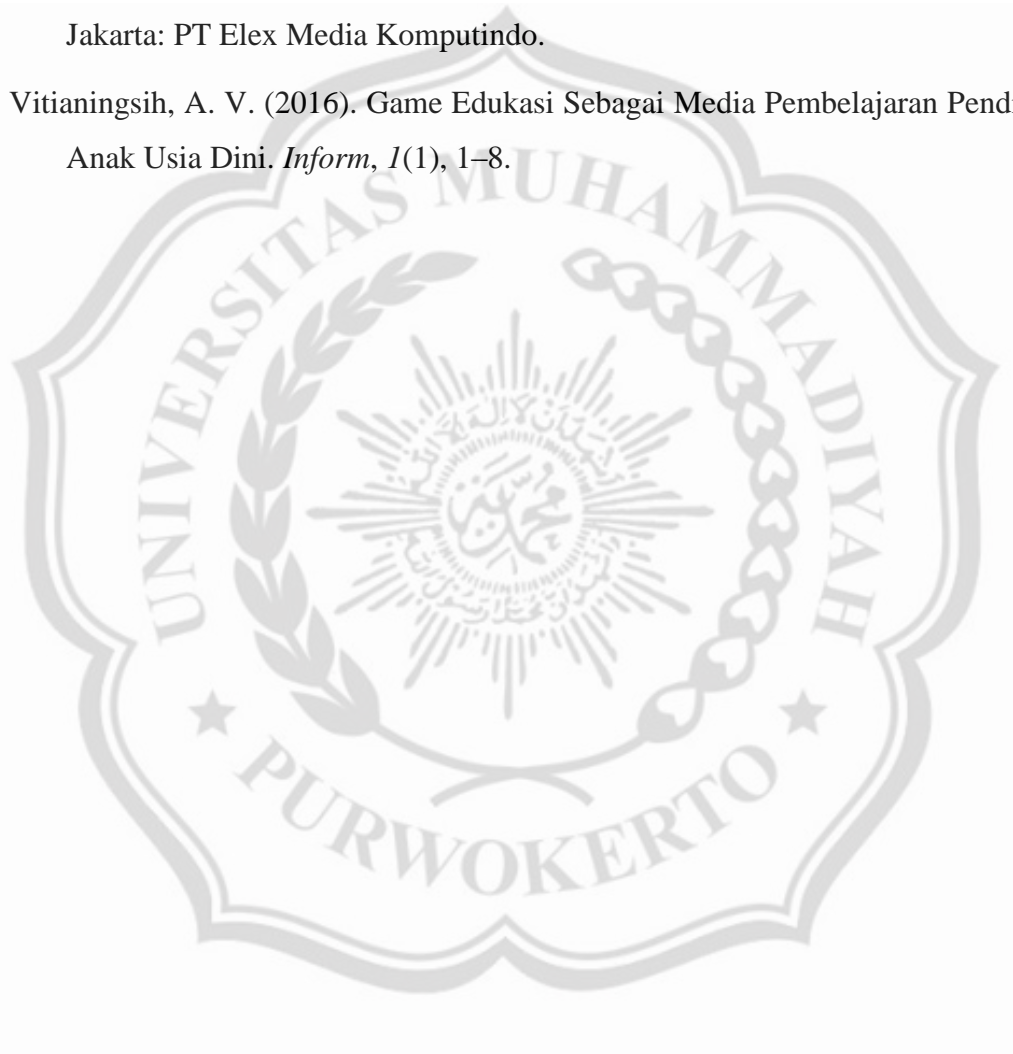 Jakarta: PT Elex Media Komputindo.
Vitianingsih, A. V. (2016). Game Edukasi Sebagai Media Pembelajaran
Anak Usia Dini. Inform, 1(1), 1–8.
UNIVERSITAS MUHAMMADIYAH
PURWOKERTO